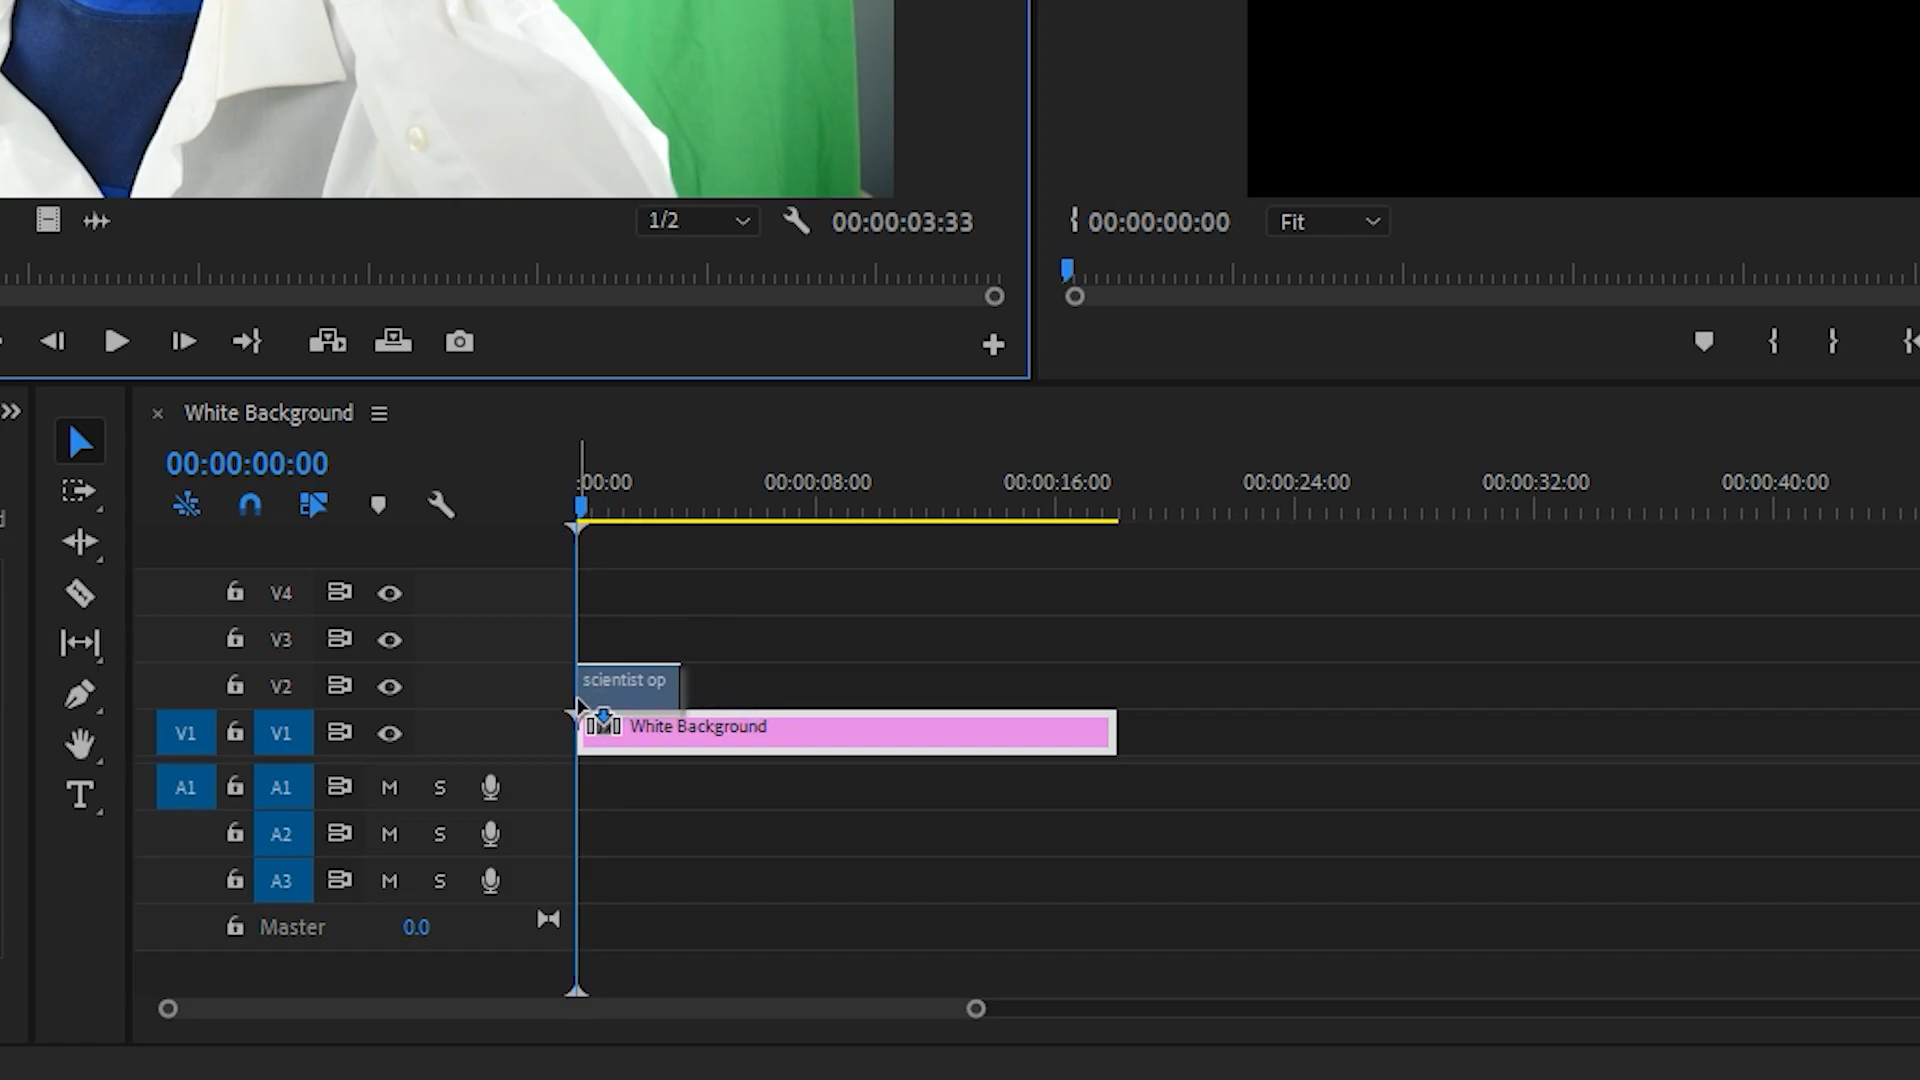 1/2
00:00:03:33
00:00:00:00
Fit
White Background
00:00:00:00
:00:00
00:00:08:00
00:00:16:00
00:00:24:00
00:00:32:00
00:00:40:00
V4
V3
V2
scientist op
V1
V1
White Background
A1
A1
M
S
A2
M
S
A3
M
S
Master
0.0